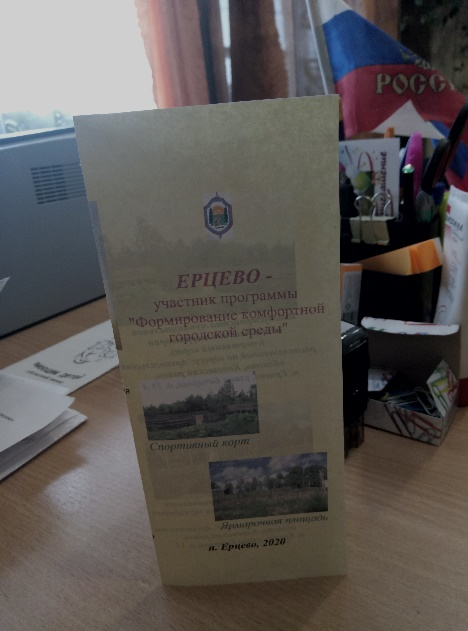 РОСС
ЕРЦЕВО -
участник программы
"Формирование комфортной
городской среды"
Спортивный корт
Ярмарочная площадь
п. Ерцево, 2020